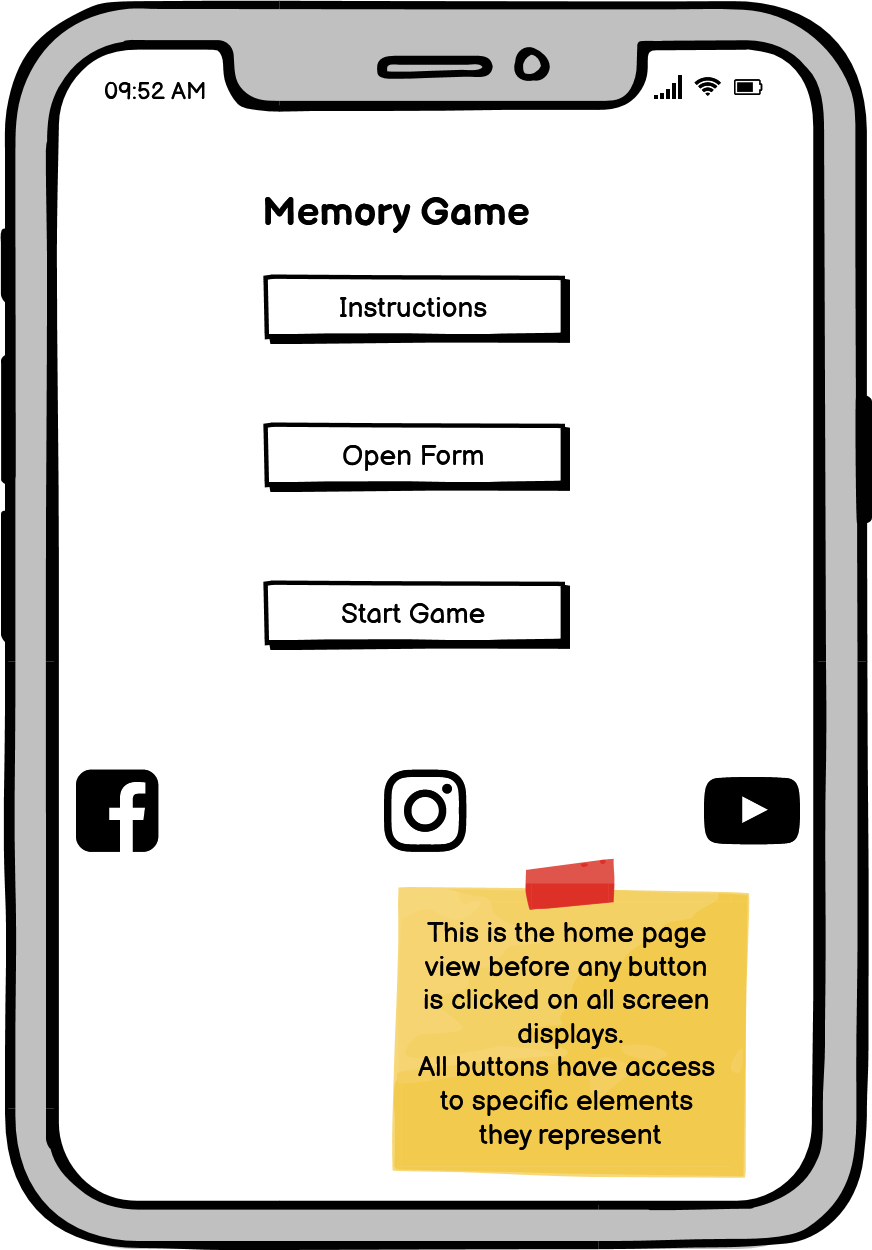 09:52 AM
Memory Game
Instructions
Open Form
Start Game
This is the home page
view before any button
is clicked on all screen
displays.
All buttons have access
to specific elements
they represent